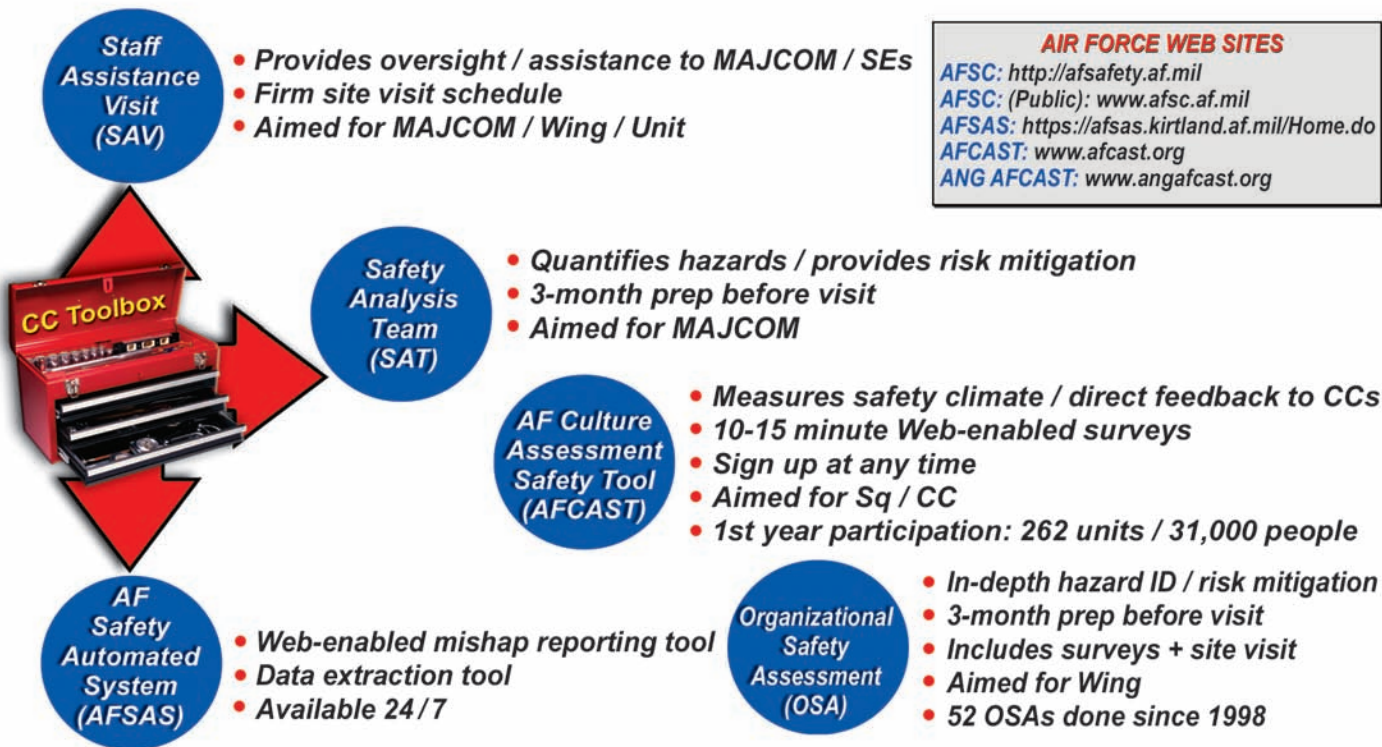 Staff
Assistance
Visit
(SAV)
• Provides oversight / assistance to MAJCOM / SEs
• Firm site visit schedule
• Aimed for MAJCOM / Wing / Unit
AIR FORCE WEB SITES
AFSC: http://afsafety.af.mil
AFSC: (Public): www.afsc.af.mil
AFSAS: https://afsas.kirtland.af.mil/Home.do
AFCAST: www.afcast.org
ANG AFCAST: www.angafcast.org
CC Toolbox
Safety
Analysis
Team
(SAT)
• Quantifies hazards / provides risk mitigation
• 3-month prep before visit
• Aimed for MAJCOM
AF Culture
Assessment
Safety Tool
(AFCAST)
• Measures safety climate / direct feedback to CCs
• 10-15 minute Web-enabled surveys
• Sign up at any time
• Aimed for Sq / CC
• 1st year participation: 262 units / 31,000 people
AF
Safety
Automated
System
(AFSAS)
• Web-enabled mishap reporting tool
• Data extraction tool
• Available 24 / 7
Organizational
Safety
Assessment
(OSA)
• In-depth hazard ID / risk mitigation
• 3-month prep before visit
• Includes surveys + site visit
• Aimed for Wing
• 52 OSAs done since 1998